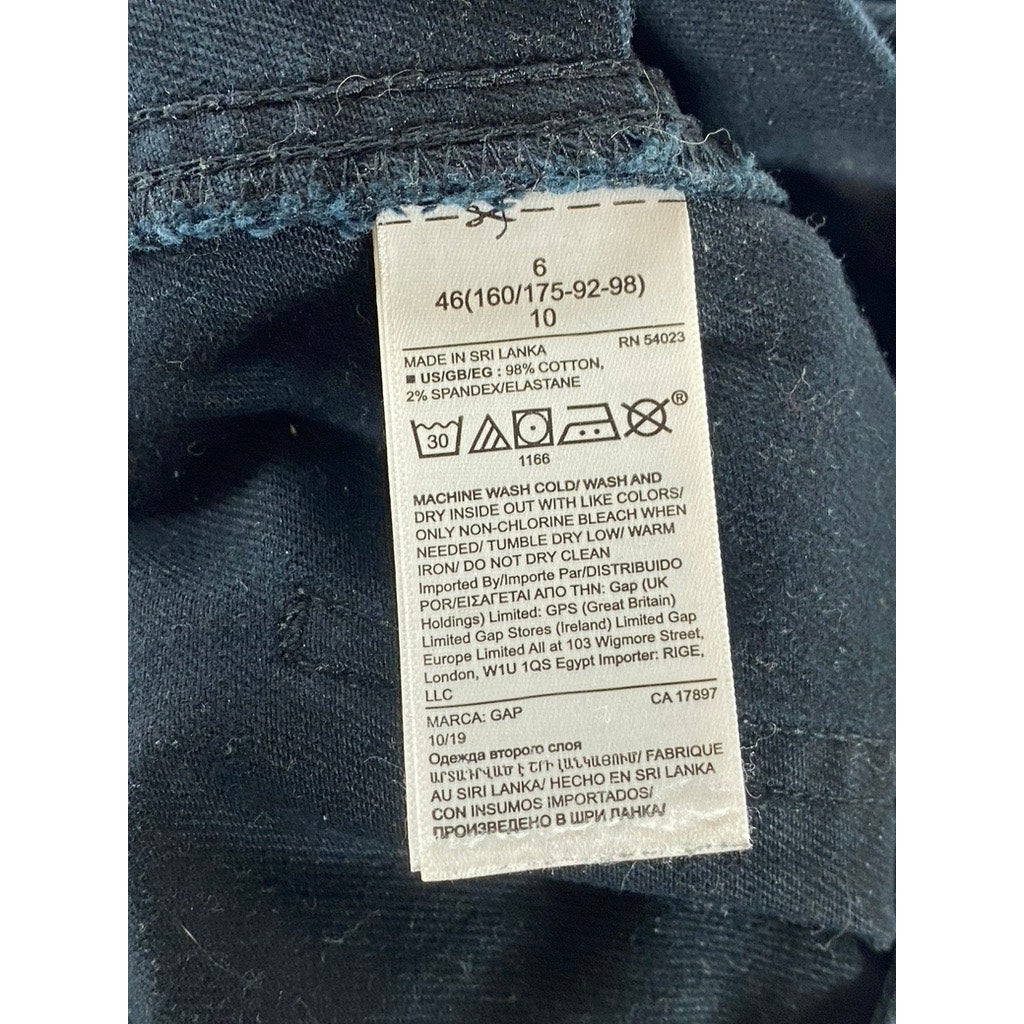 6
46(160/175-92-98)
10
MADE IN SRI LANKA RN 54023
■ US/GB/EG : 98% COTTON,
2% SPANDEX/ELASTANE
30 ®
1166
MACHINE WASH COLD/ WASH AND
DRY INSIDE OUT WITH LIKE COLORS/
ONLY NON-CHLORINE BLEACH WHEN
NEEDED/ TUMBLE DRY LOW/ WARM
IRON/ DO NOT DRY CLEAN
Imported By/Importe Par/DISTRIBUIDO
POR/ΕΙΣΑΓΕΤΑΙ ΑΠΟ ΤΗΝ: Gap (UK
Holdings) Limited: GPS (Great Britain)
Limited Gap Stores (Ireland) Limited Gap
Europe Limited All at 103 Wigmore Street,
London, W1U 1QS Egypt Importer: RIGE,
LLC CA 17897
MARCA: GAP
10/19
Одежда второго слоя
ԱՐՏԱԴՐՎԱԾ Է ՇՐԻ ԼԱՆԿԱՅՈՒՄ/ FABRIQUE
AU SIRI LANKA/ HECHO EN SRI LANKA
CON INSUMOS IMPORTADOS/
ПРОИЗВЕДЕНО В ШРИ ЛАНКА/